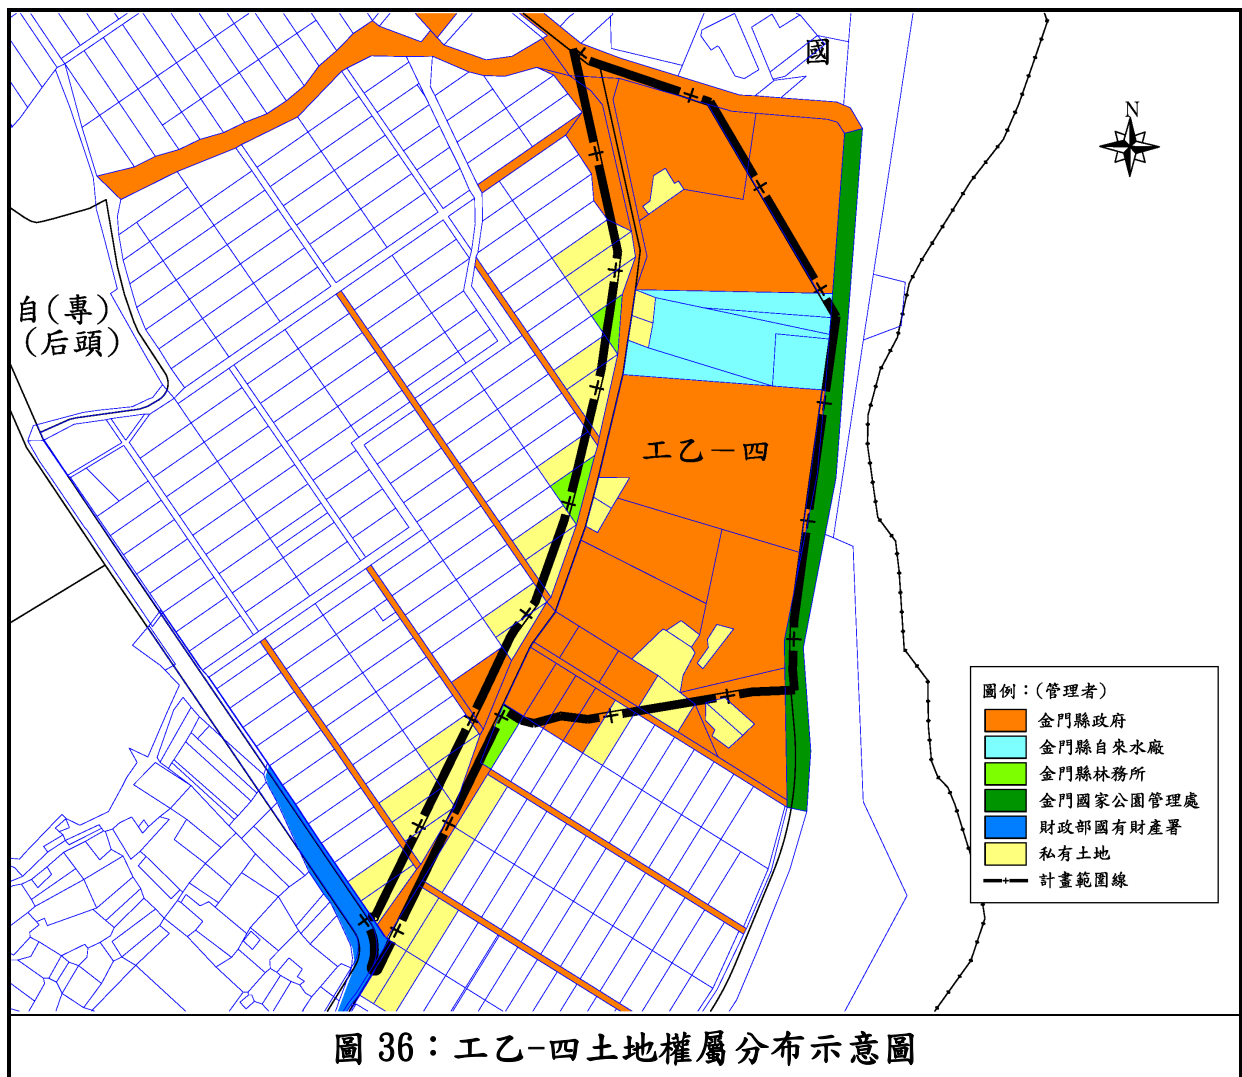 國
N
自(專)
(后頭)
工乙－四
圖例：(管理者)
金門縣政府
金門縣自來水廠
金門縣林務所
金門國家公園管理處
財政部國有財產署
私有土地
計畫範圍線
圖 36：工乙-四土地權屬分布示意圖